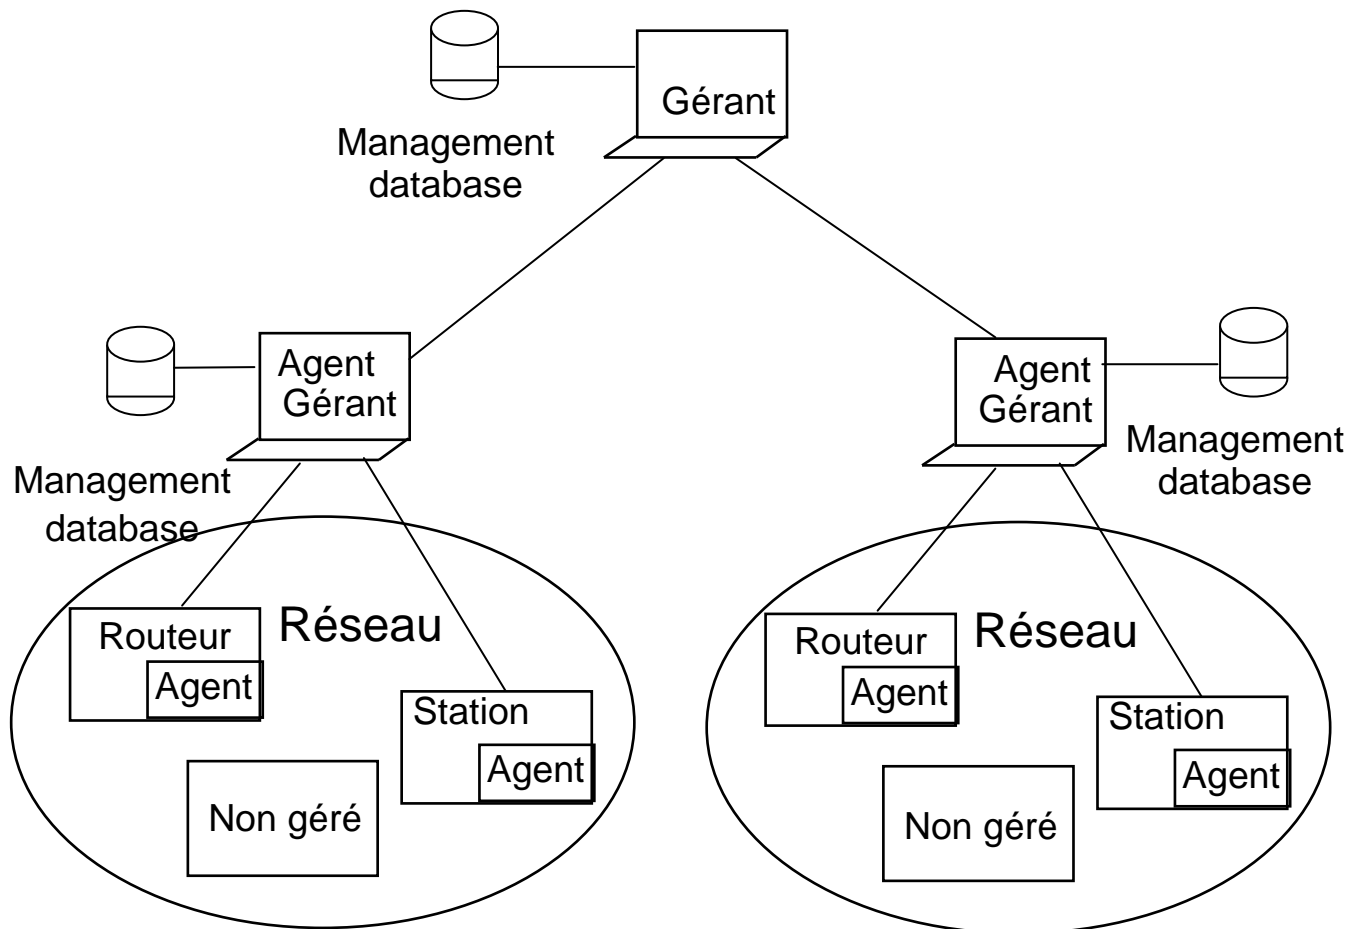 Gérant
Management
database
Agent
Gérant
Management
database
Agent
Gérant
Management
database
Réseau
Routeur
Agent
Station
Agent
Non géré
Réseau
Routeur
Agent
Station
Agent
Non géré